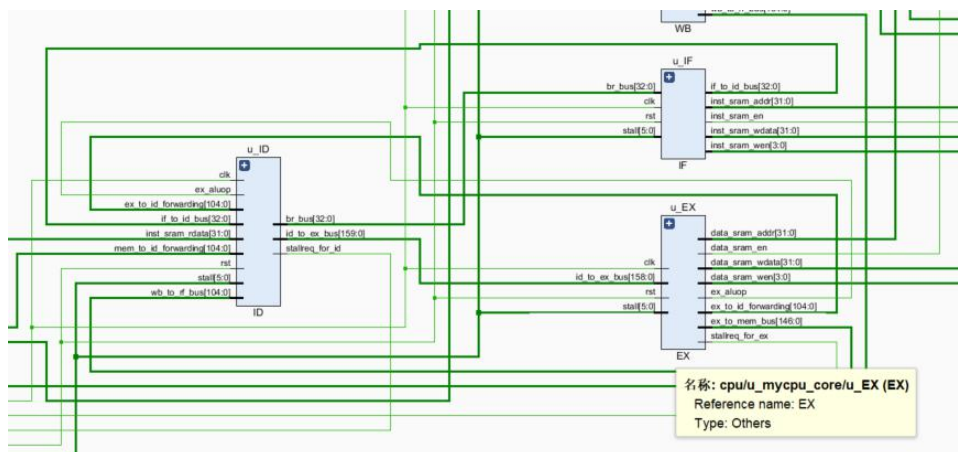 WB
u_IF
br_bus[32:0]
if_to_id_bus[32:0]
clk
inst_sram_addr[31:0]
rst
inst_sram_en
stall[5:0]
inst_sram_wdata[31:0]
inst_sram_wen[3:0]
IF
u_ID
clk
ex_aluop
ex_to_id_forwarding[104:0]
if_to_id_bus[32:0]
br_bus[32:0]
inst_sram_rdata[31:0]
id_to_ex_bus[159:0]
mem_to_id_forwarding[104:0]
stallreq_for_id
rst
stall[5:0]
wb_to_rf_bus[104:0]
ID
u_EX
data_sram_addr[31:0]
data_sram_en
clk
data_sram_wdata[31:0]
id_to_ex_bus[158:0]
data_sram_wen[3:0]
rst
ex_aluop
stall[5:0]
ex_to_id_forwarding[104:0]
ex_to_mem_bus[146:0]
stallreq_for_ex
EX
名称: cpu/u_mycpu_core/u_EX (EX)
Reference name: EX
Type: Others